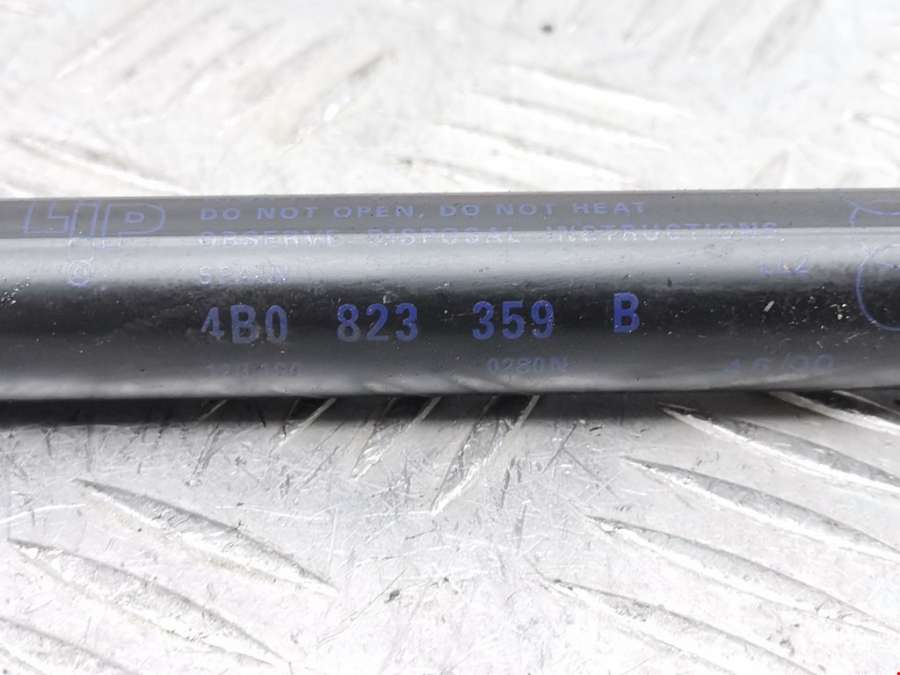 DO NOT OPEN, DO NOT HEAT
OBSERVE DISPOSAL INSTRUCTIONS
SPAIN
4B0 823 359 B
0280N